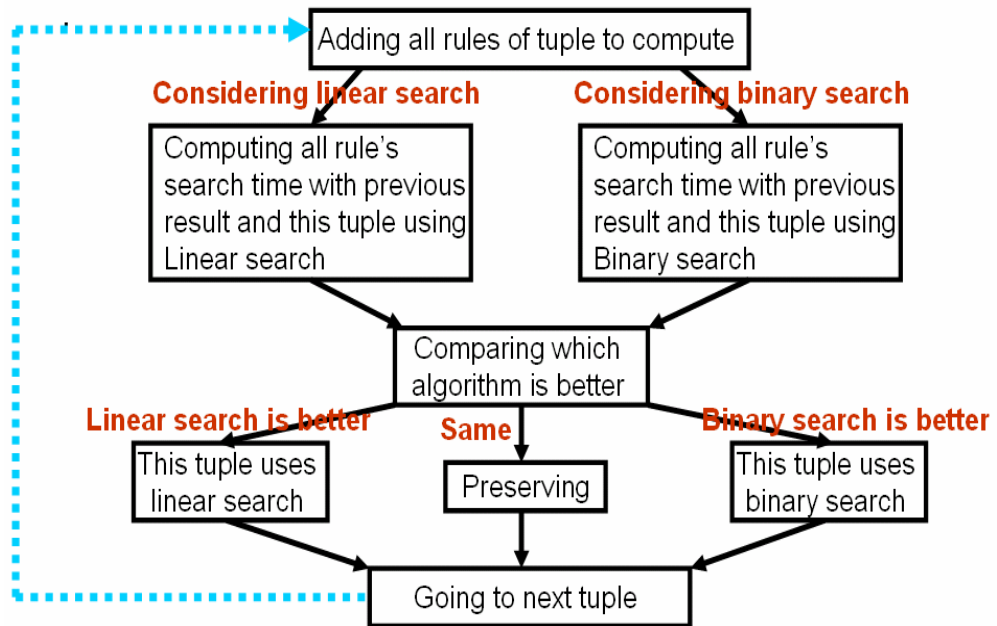 Adding all rules of tuple to compute
Considering linear search
Considering binary search
Computing all rule's
search time with previous
result and this tuple using
Linear search
Computing all rule's
search time with previous
result and this tuple using
Binary search
Comparing which
algorithm is better
Linear search is better
Same
Binary search is better
This tuple uses
linear search
Preserving
This tuple uses
binary search
Going to next tuple